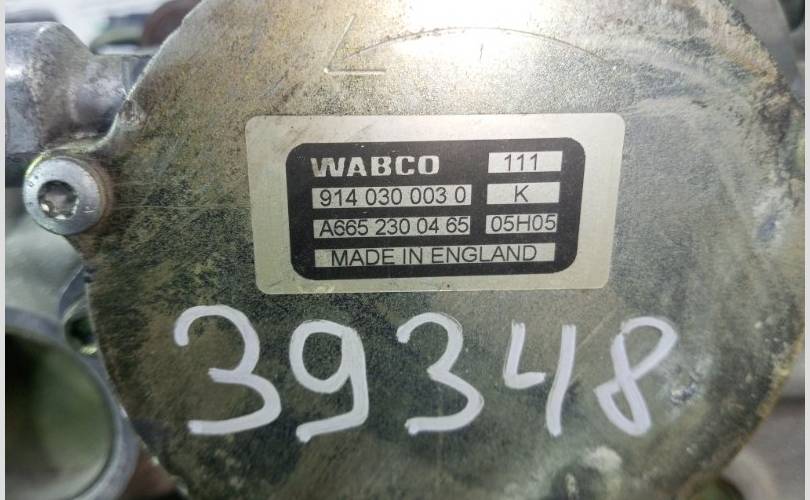 WABCO 111
914 030 003 0 K
A665 230 04 65 05H05
MADE IN ENGLAND
39348